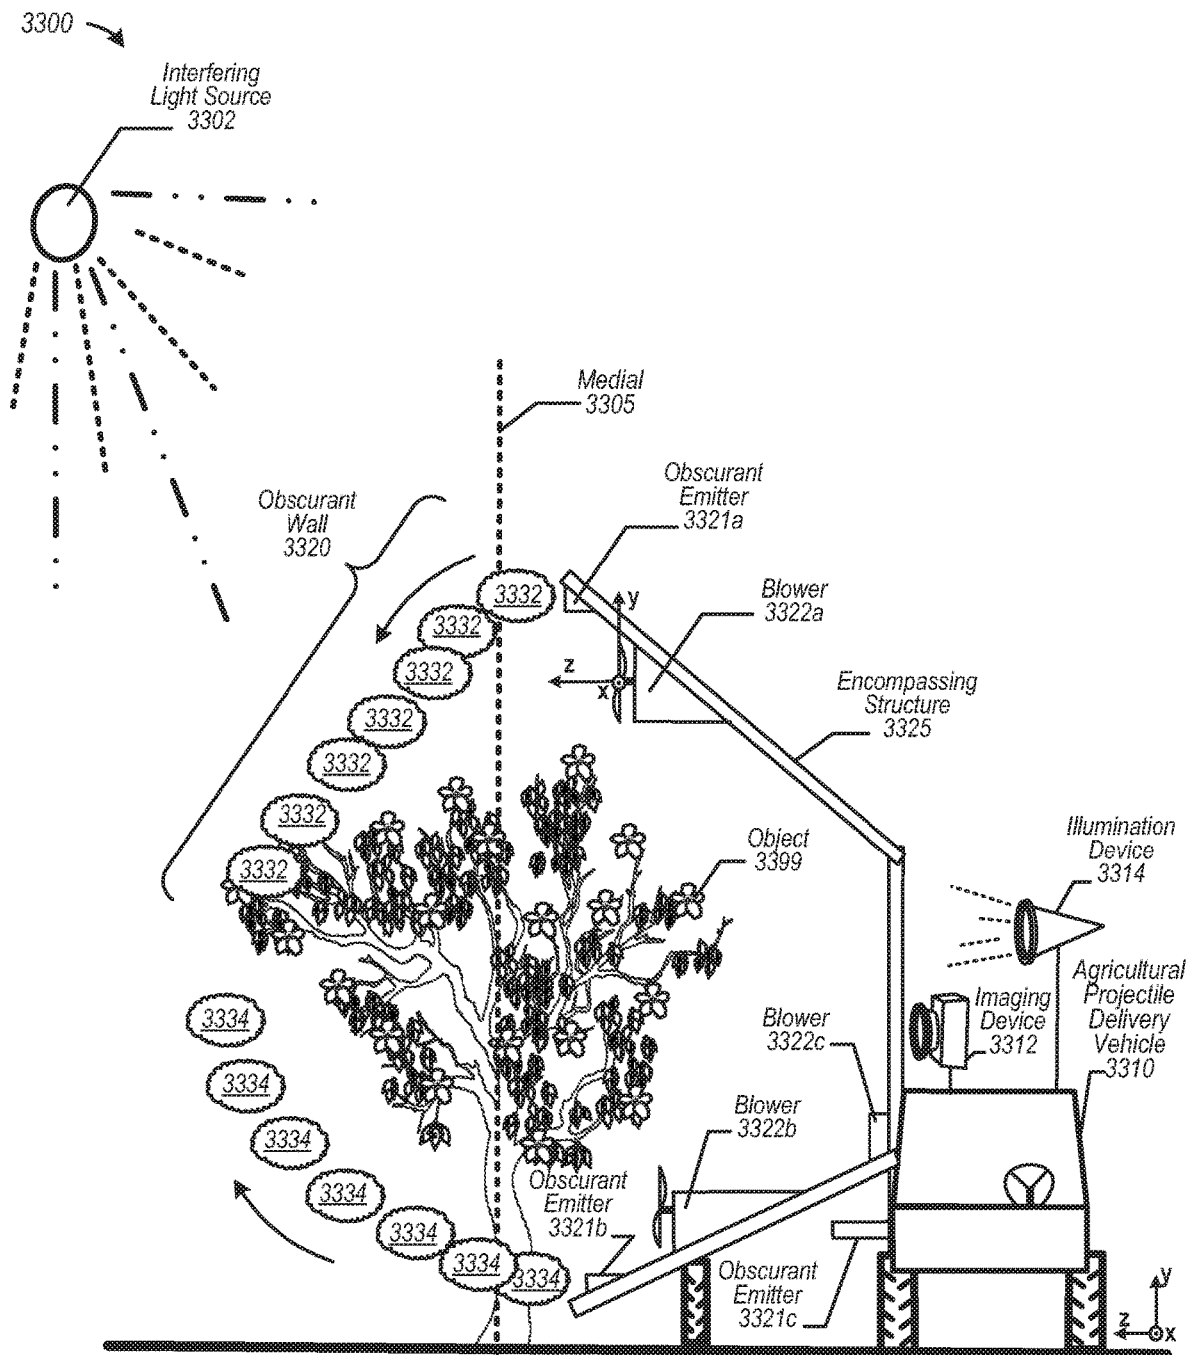 3300
Interfering
Light Source
3302
Medial
3305
Obscurant
Emitter
3321a
Obscurant
Wall
3320
Blower
3322a
3332
y
3332
3332
z
x
Encompassing
Structure
3325
3332
3332
3332
Object
3399
Illumination
Device
3314
3332
Agricultural
Projectile
Delivery
Vehicle
3310
Imaging
Device
3312
Blower
3322c
3334
3334
Blower
3322b
3334
Obscurant
Emitter
3321b
3334
3334
3334
3334
Obscurant
Emitter
3321c
y
z
x